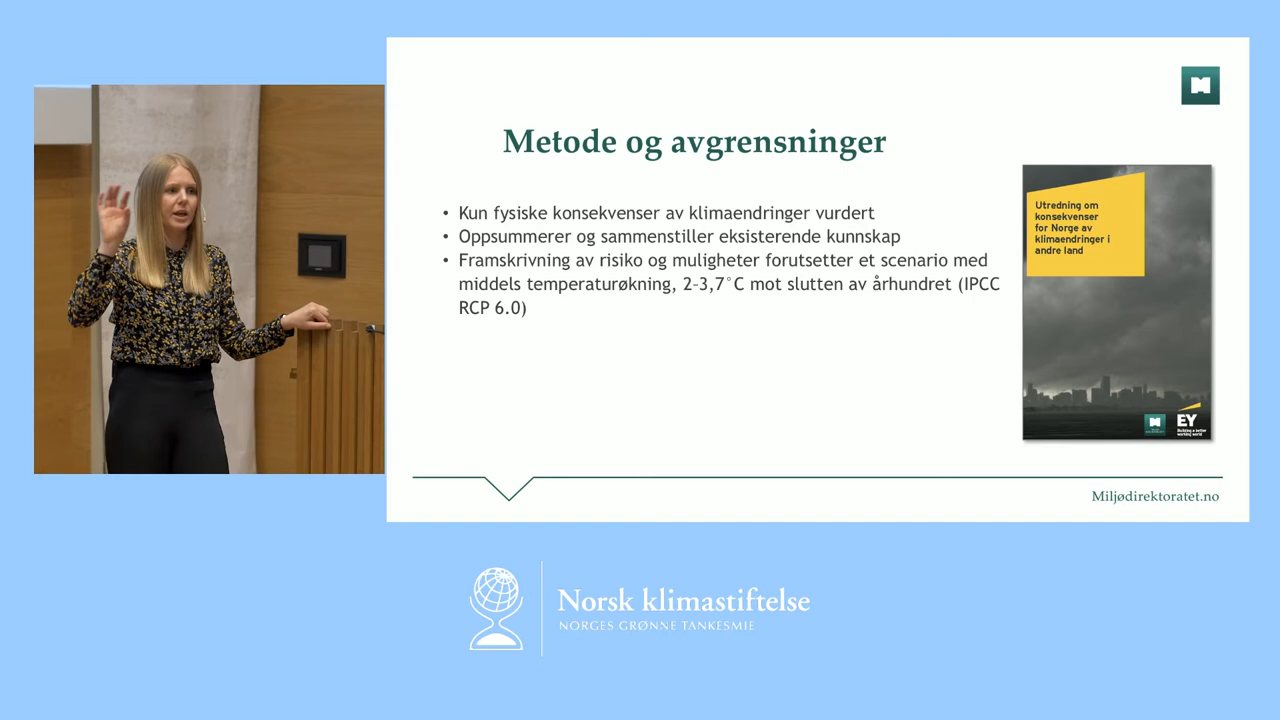 Metode og avgrensninger
• Kun fysiske konsekvenser av klimaendringer vurdert
• Oppsummerer og sammenstiller eksisterende kunnskap
• Framskrivning av risiko og muligheter forutsetter et scenario med
middels temperaturøkning, 2-3,7°C mot slutten av århundret (IPCC
RCP 6.0)
Utredning om
konsekvenser
for Norge av
klimaendringer i
andre land
EY
Building a better
working world
Miljødirektoratet.no
Norsk klimastiftelse
NORGES GRØNNE TANKESMIE